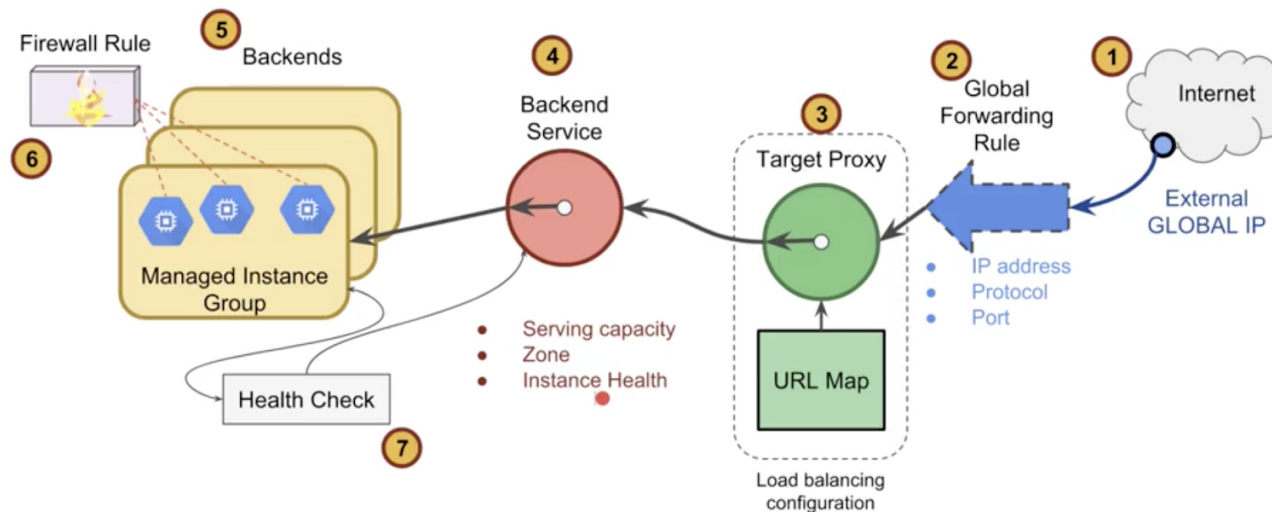 Firewall Rule
6
5
Backends
Managed Instance
Group
Health Check
7
4
Backend
Service
Serving capacity
Zone
Instance Health
3
Target Proxy
URL Map
Load balancing
configuration
2
Global
Forwarding
Rule
IP address
Protocol
Port
1
Internet
External
GLOBAL IP